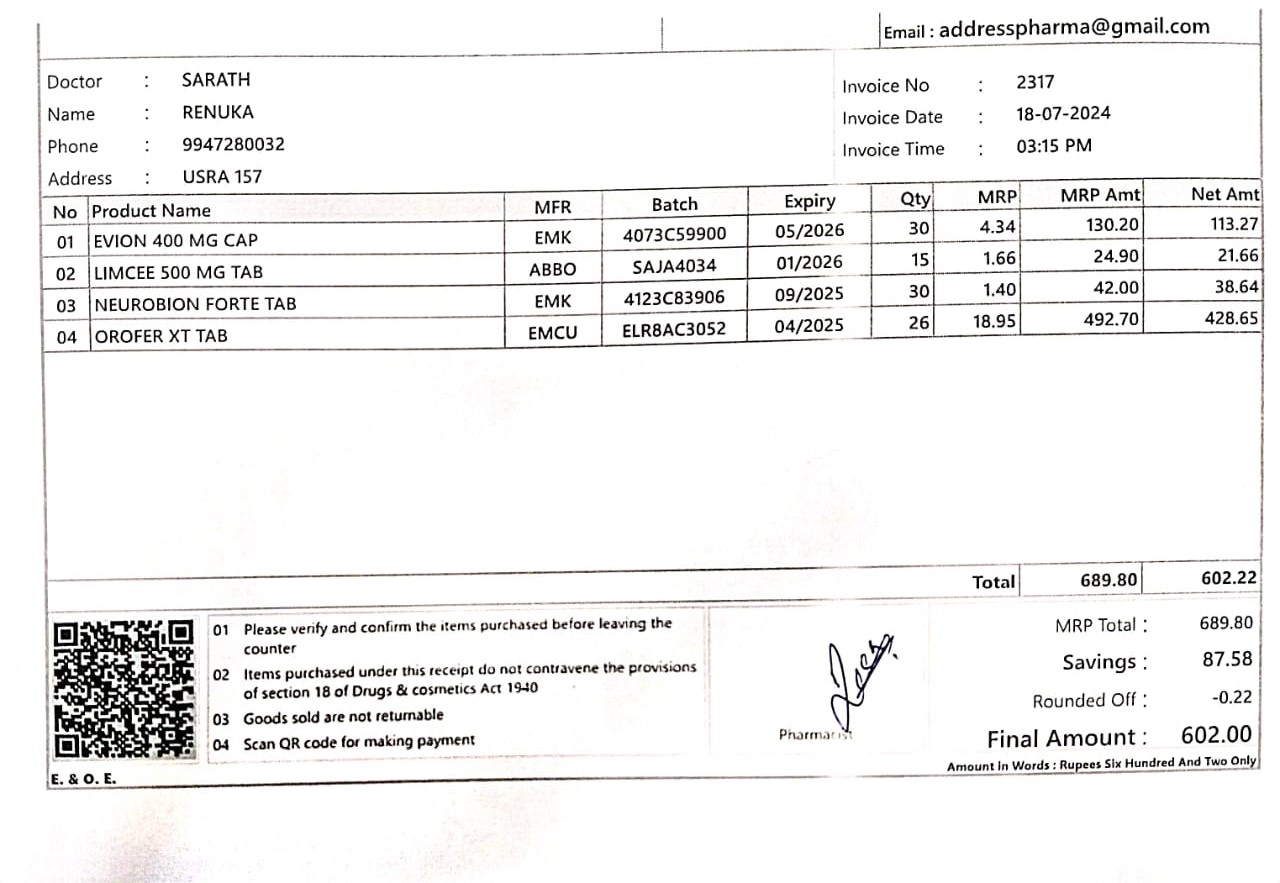 Email : addresspharma@gmail.com
Doctor : SARATH
Name : RENUKA
Phone : 9947280032
Address : USRA 157
Invoice No : 2317
Invoice Date : 18-07-2024
Invoice Time : 03:15 PM
No Product Name MFR Batch Expiry Qty MRP MRP Amt Net Amt
01 EVION 400 MG CAP EMK 4073C59900 05/2026 30 4.34 130.20 113.27
02 LIMCEE 500 MG TAB ABBO SAJA4034 01/2026 15 1.66 24.90 21.66
03 NEUROBION FORTE TAB EMK 4123C83906 09/2025 30 1.40 42.00 38.64
04 OROFER XT TAB EMCU ELR8AC3052 04/2025 26 18.95 492.70 428.65
Total 689.80 602.22
01 Please verify and confirm the items purchased before leaving the
counter
02 Items purchased under this receipt do not contravene the provisions
of section 18 of Drugs & cosmetics Act 1940
03 Goods sold are not returnable
04 Scan QR code for making payment
Pharmacist
MRP Total : 689.80
Savings : 87.58
Rounded Off : -0.22
Final Amount : 602.00
Amount In Words : Rupees Six Hundred And Two Only
E. & O. E.